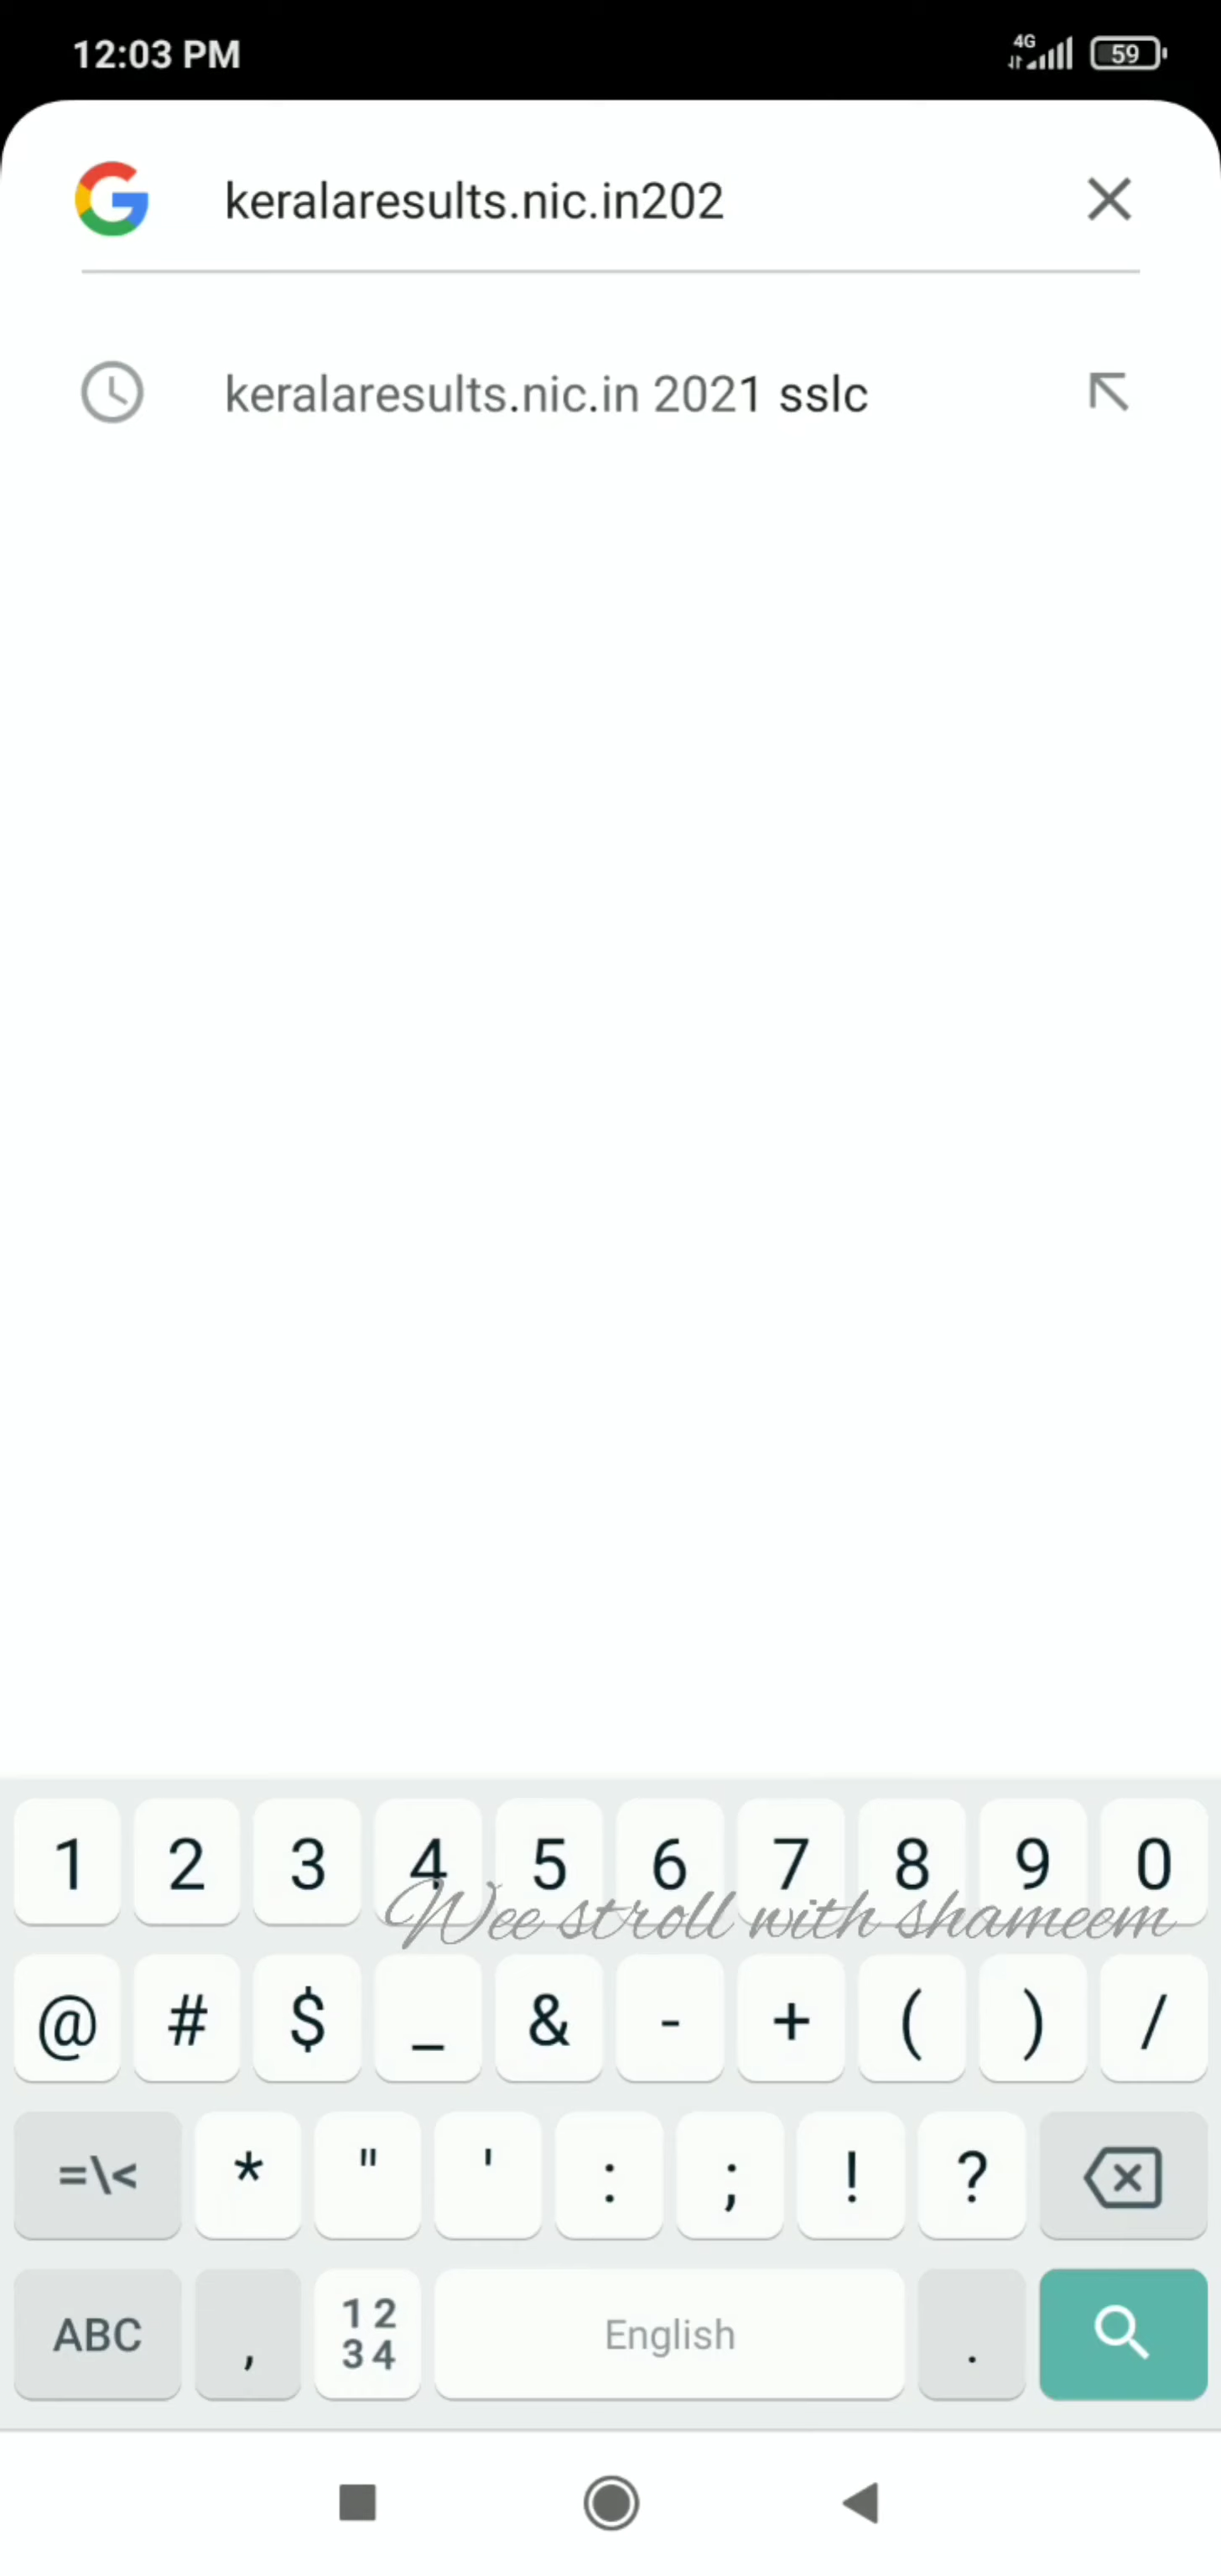 12:03 PM
4G
59
keralaresults.nic.in202
keralaresults.nic.in 2021 sslc
1 2 3 4 5 6 7 8 9 0
Wee stroll with shameem
@ # $ _ & - + ( ) /
=\< * " ' : ; ! ?
ABC , 12 34 English .